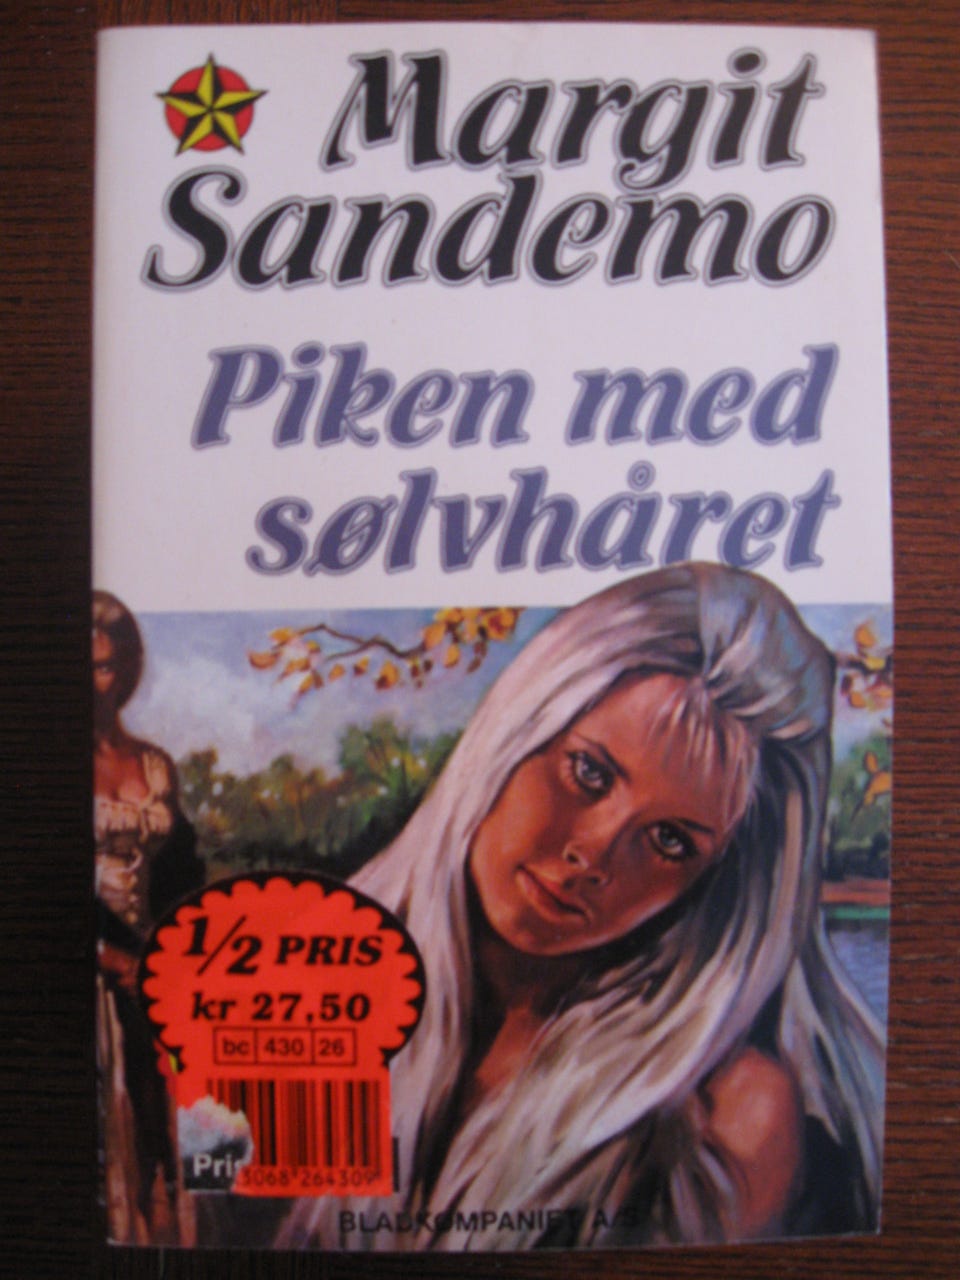 Margit
Sandemo
Piken med
sølvhåret
1/2 PRIS
kr 27,50
bc 430 26
Pris
BLADKOMPANIET A/S